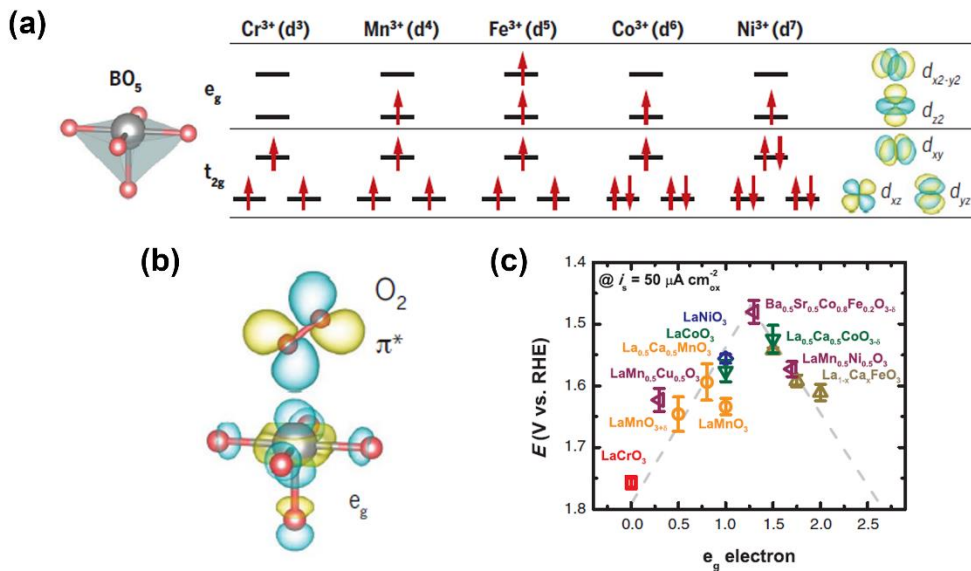 (a)
Cr³⁺ (d³) Mn³⁺ (d⁴) Fe³⁺ (d⁵) Co³⁺ (d⁶) Ni³⁺ (d⁷)
BO₅
e_g
d_x2-y2
d_z2
t_2g
d_xy
d_xz d_yz
(b)
O₂
π*
e_g
(c)
@ i_s = 50 μA cm⁻²_ox
Ba₀.₅Sr₀.₅Co₀.₈Fe₀.₂O₃₋δ
LaNiO₃
LaCoO₃
La₀.₅Ca₀.₅CoO₃₋δ
La₀.₅Ca₀.₅MnO₃
LaMn₀.₅Ni₀.₅O₃
LaMn₀.₅Cu₀.₅O₃
La₁₋ₓCaₓFeO₃
LaMnO₃₊δ
LaMnO₃
LaCrO₃
E (V vs. RHE)
1.4
1.5
1.6
1.7
1.8
0.0 0.5 1.0 1.5 2.0 2.5
e_g electron